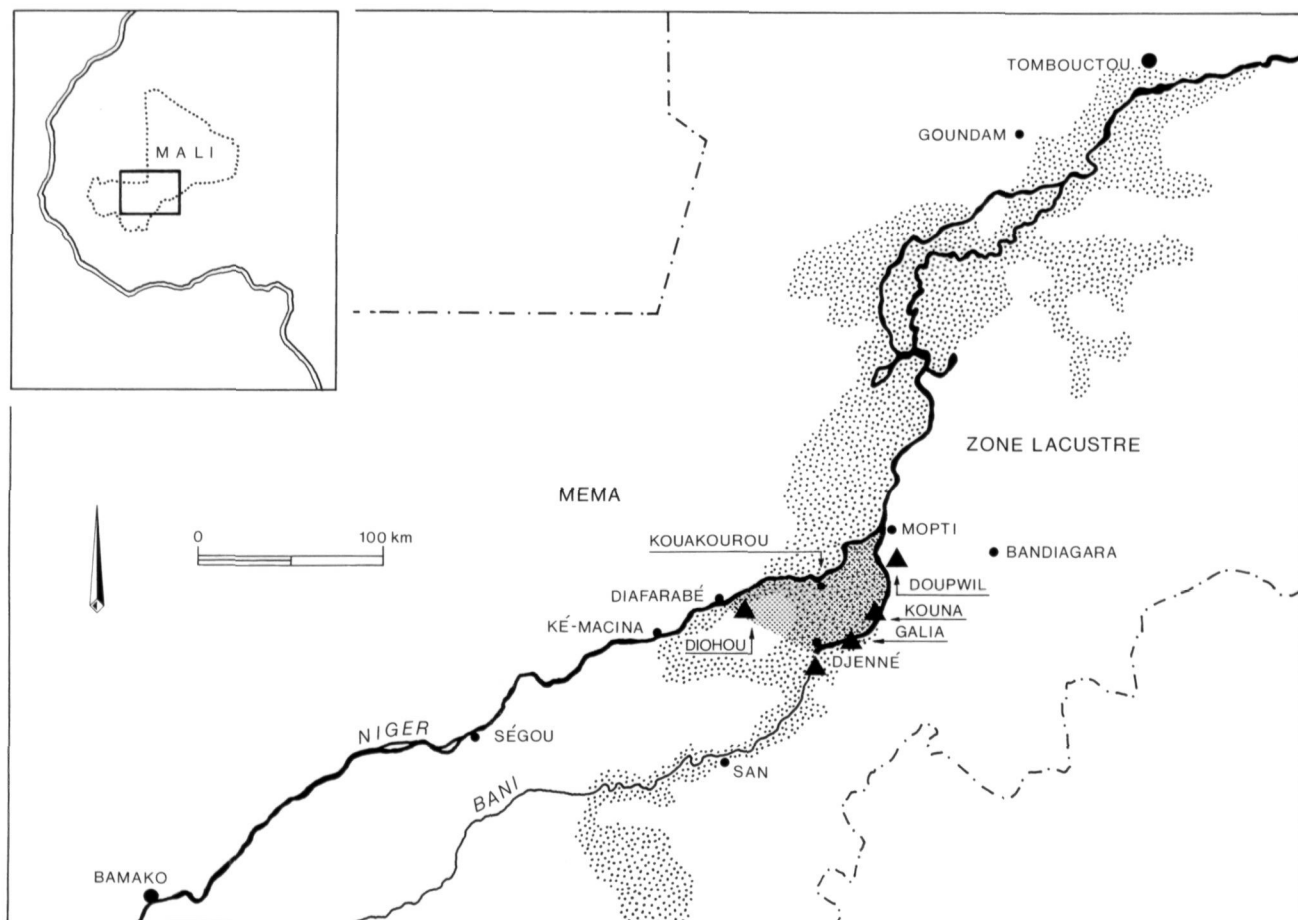 MALI
TOMBOUCTOU
GOUNDAM
ZONE LACUSTRE
MEMA
0 100 km
KOUAKOUROU
MOPTI
BANDIAGARA
DIAFARABÉ
DOUPWIL
KÉ-MACINA
KOUNA
DIOHOU
GALIA
DJENNÉ
NIGER
SÉGOU
SAN
BANI
BAMAKO